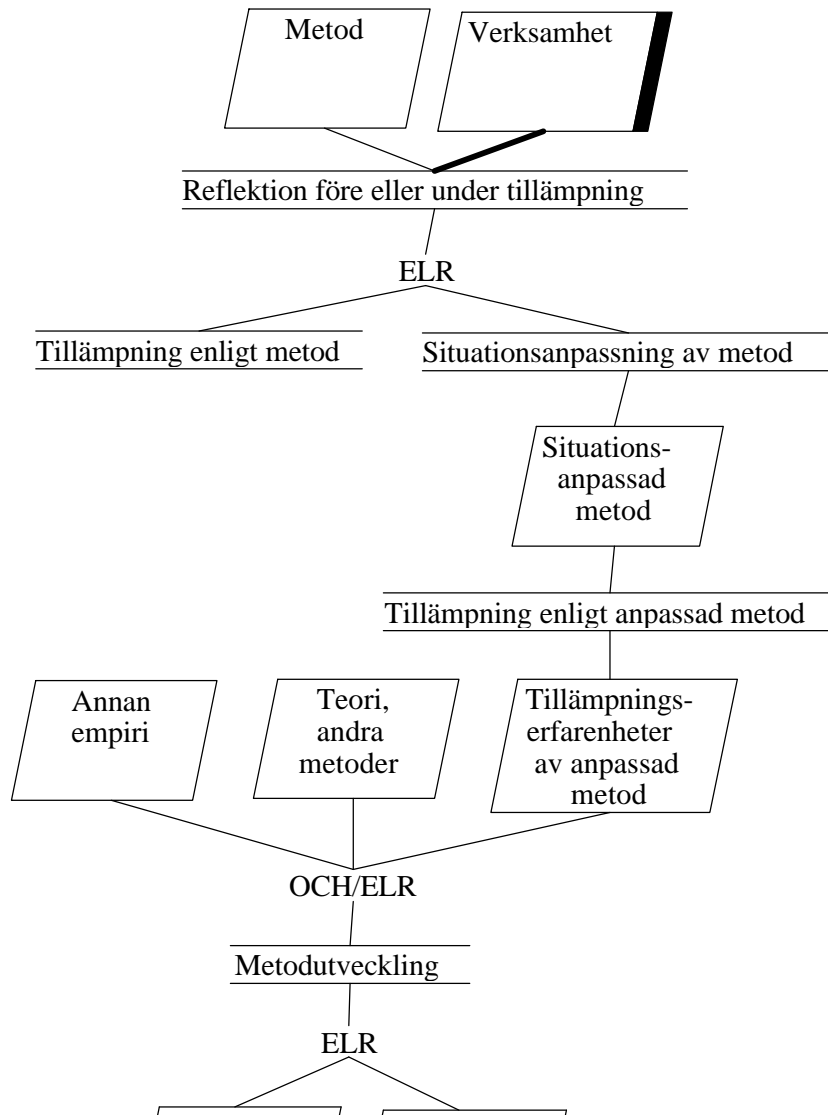 Metod
Verksamhet
Reflektion före eller under tillämpning
ELR
Tillämpning enligt metod
Situationsanpassning av metod
Situations-
anpassad
metod
Tillämpning enligt anpassad metod
Annan
empiri
Teori,
andra
metoder
Tillämpnings-
erfarenheter
av anpassad
metod
OCH/ELR
Metodutveckling
ELR